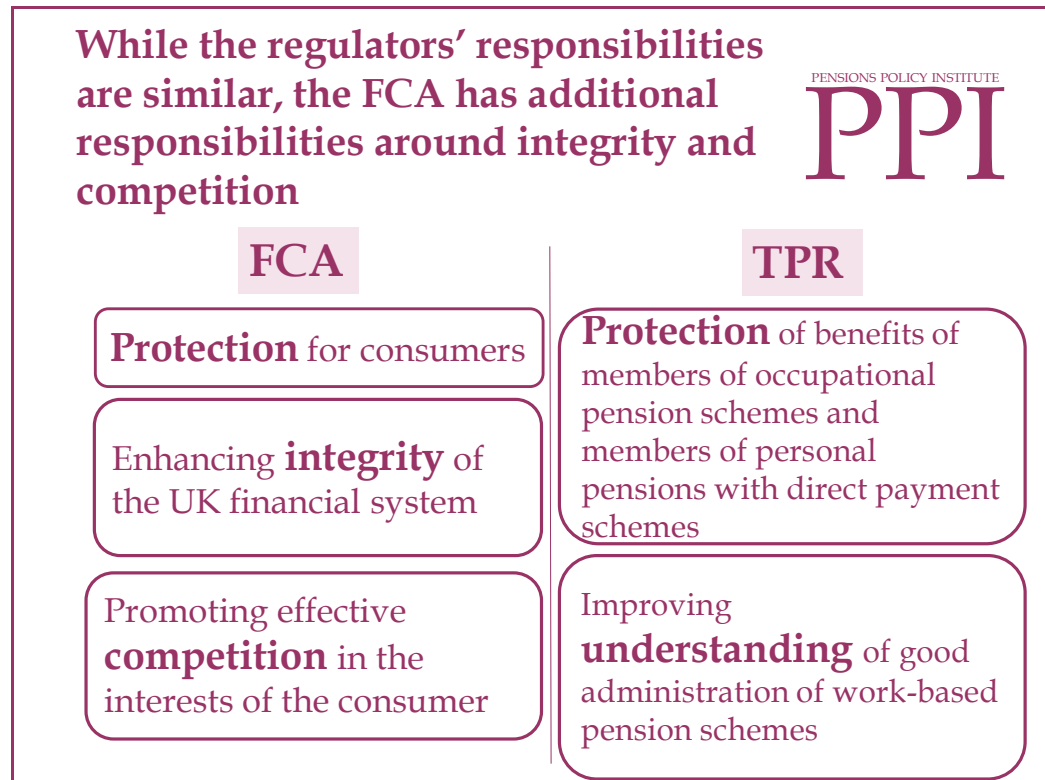 While the regulators’ responsibilities
are similar, the FCA has additional
responsibilities around integrity and
competition
PENSIONS POLICY INSTITUTE
PPI
FCA
Protection for consumers
Enhancing integrity of
the UK financial system
Promoting effective
competition in the
interests of the consumer
TPR
Protection of benefits of
members of occupational
pension schemes and
members of personal
pensions with direct payment
schemes
Improving
understanding of good
administration of work-based
pension schemes